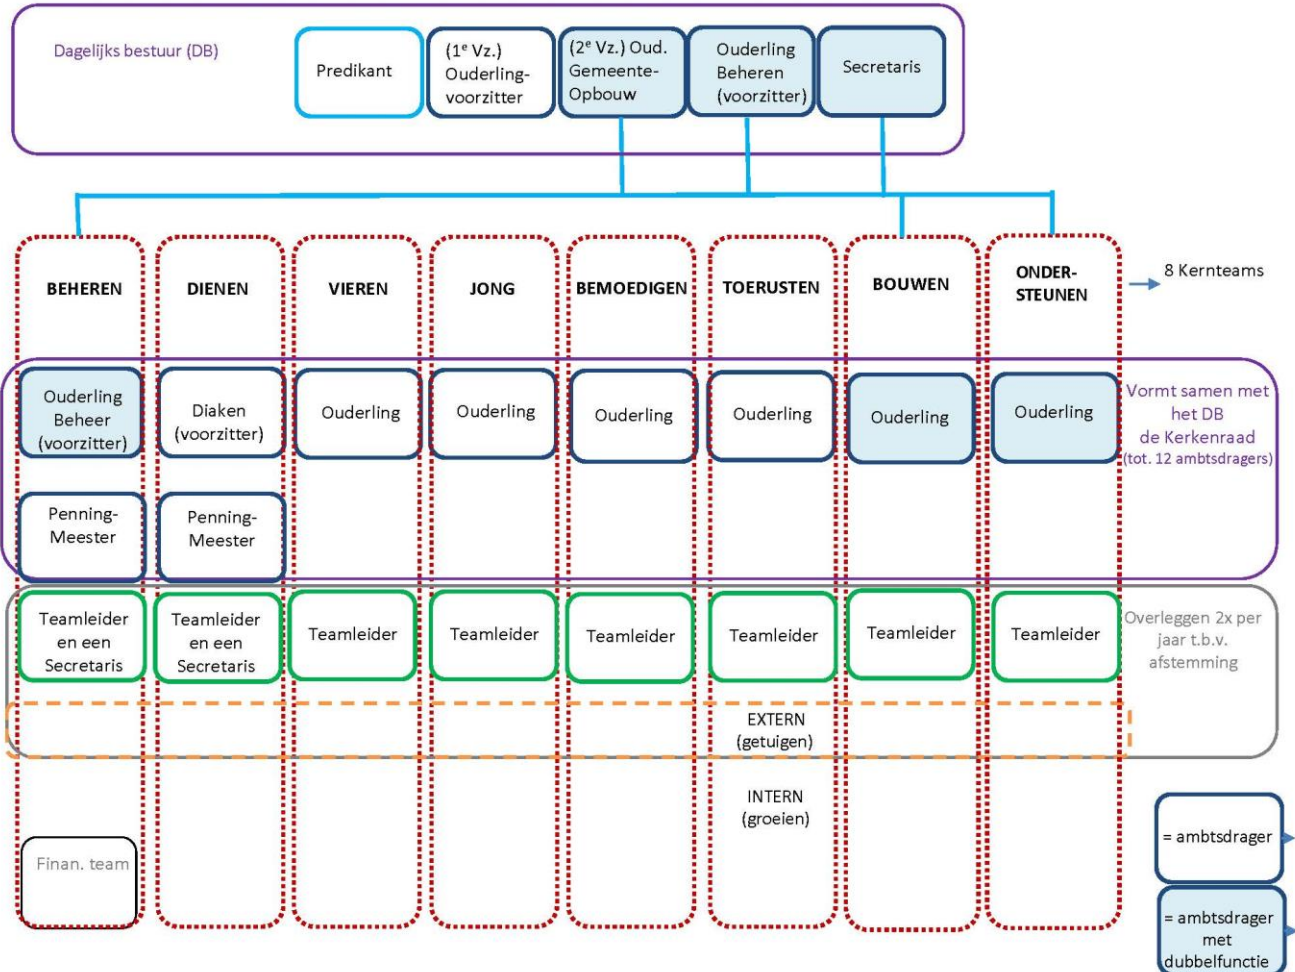 Dagelijks bestuur (DB)
Predikant
(1e Vz.)
Ouderling-
voorzitter
(2e Vz.) Oud.
Gemeente-
Opbouw
Ouderling
Beheren
(voorzitter)
Secretaris
BEHEREN
DIENEN
VIEREN
JONG
BEMOEDIGEN
TOERUSTEN
BOUWEN
ONDER-
STEUNEN
8 Kernteams
Ouderling
Beheer
(voorzitter)
Diaken
(voorzitter)
Ouderling
Ouderling
Ouderling
Ouderling
Ouderling
Ouderling
Vormt samen met
het DB
de Kerkenraad
(tot. 12 ambtsdragers)
Penning-
Meester
Penning-
Meester
Teamleider
en een
Secretaris
Teamleider
en een
Secretaris
Teamleider
Teamleider
Teamleider
Teamleider
Teamleider
Teamleider
Overleggen 2x per
jaar t.b.v.
afstemming
EXTERN
(getuigen)
INTERN
(groeien)
Finan. team
= ambtsdrager
= ambtsdrager
met
dubbelfunctie